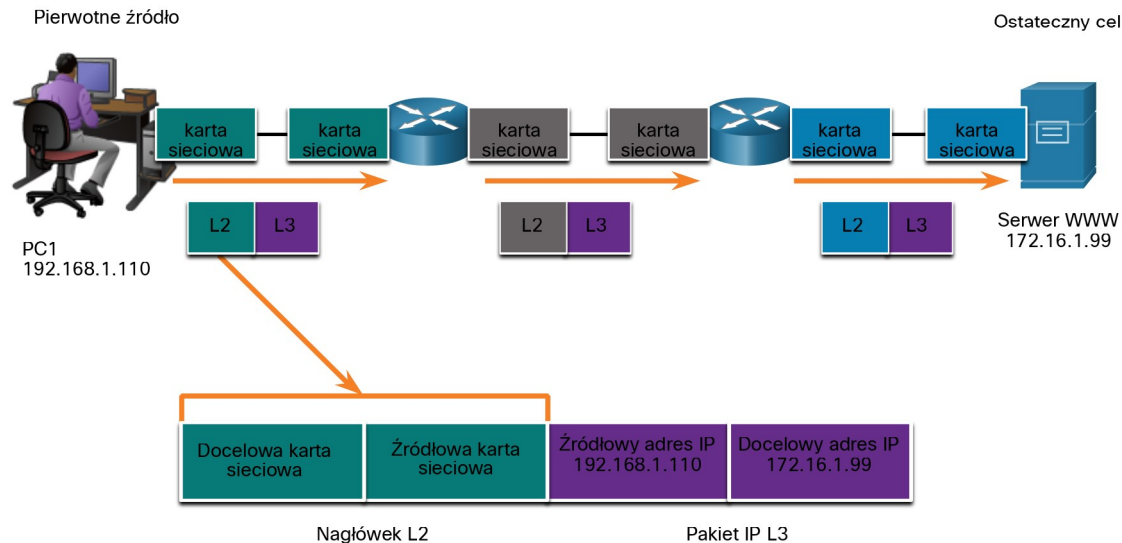 Pierwotne źródło
Ostateczny cel
karta
sieciowa
karta
sieciowa
karta
sieciowa
karta
sieciowa
karta
sieciowa
karta
sieciowa
L2 L3
L2 L3
L2 L3
PC1
192.168.1.110
Serwer WWW
172.16.1.99
Docelowa karta
sieciowa
Źródłowa karta
sieciowa
Źródłowy adres IP
192.168.1.110
Docelowy adres IP
172.16.1.99
Nagłówek L2
Pakiet IP L3